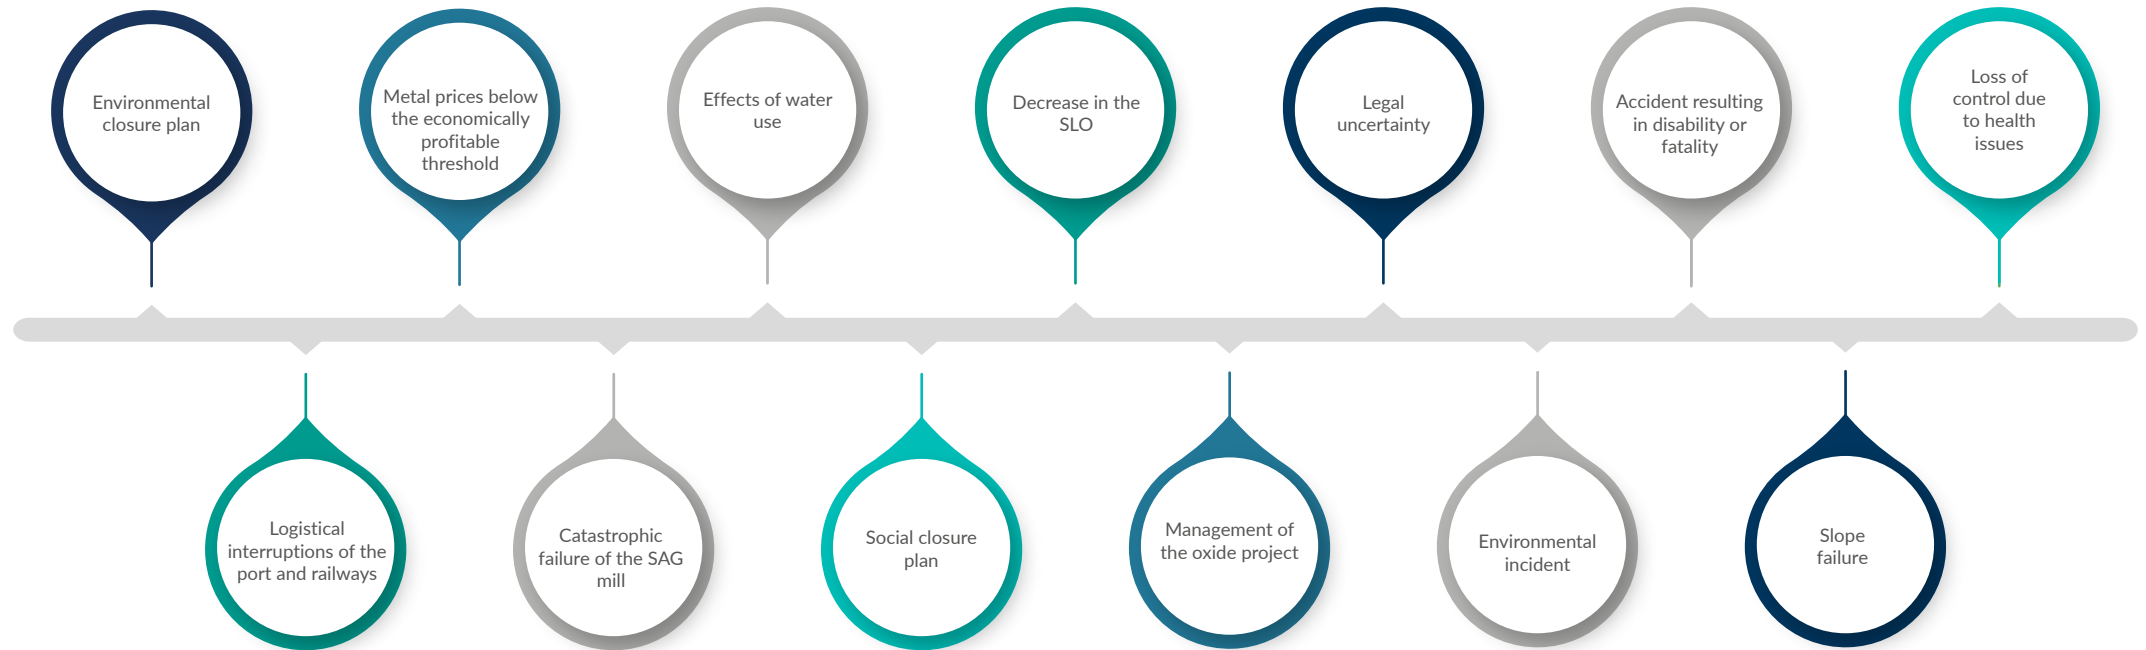 Environmental
closure plan
Metal prices below
the economically
profitable
threshold
Effects of water
use
Decrease in the
SLO
Legal
uncertainty
Accident resulting
in disability or
fatality
Loss of
control due
to health
issues
Logistical
interruptions of the
port and railways
Catastrophic
failure of the SAG
mill
Social closure
plan
Management of
the oxide project
Environmental
incident
Slope
failure